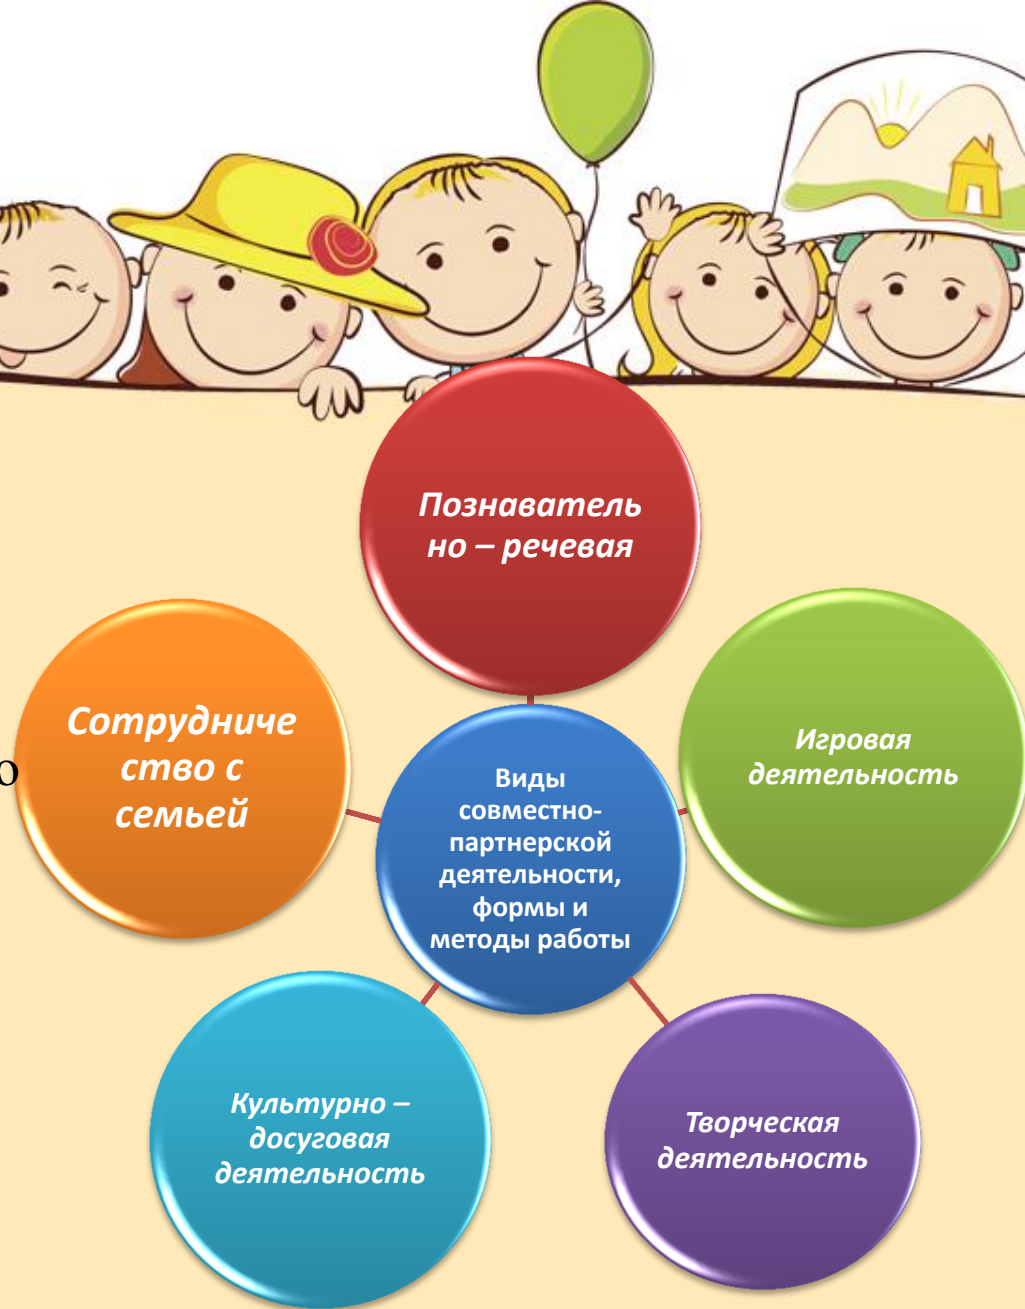 Познаватель
но – речевая
Игровая
деятельность
Сотрудниче
ство с
семьей
о
Виды
совместно-
партнерской
деятельности,
формы и
методы работы
Культурно –
досуговая
деятельность
Творческая
деятельность